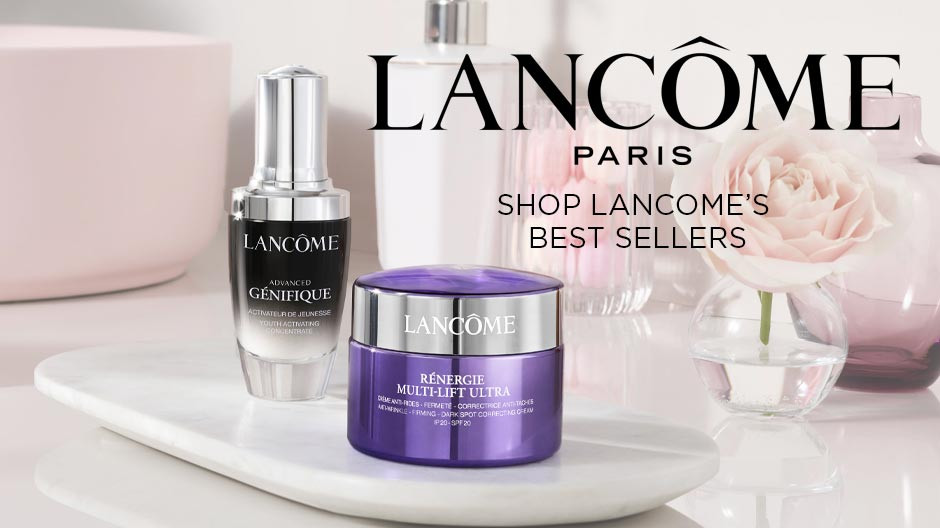 LANCÔME
PARIS
SHOP LANCOME'S
BEST SELLERS
LANCÔME
ADVANCED
GÉNIFIQUE
ACTIVATEUR DE JEUNESSE
YOUTH ACTIVATING
CONCENTRATE
LANCÔME
RÉNERGIE
MULTI-LIFT ULTRA
CRÈME ANTI-RIDES - FERMETÉ - CORRECTRICE ANTI-TACHES
ANTI-WRINKLE - FIRMING - DARK SPOT CORRECTING CREAM
IP 20 - SPF 20